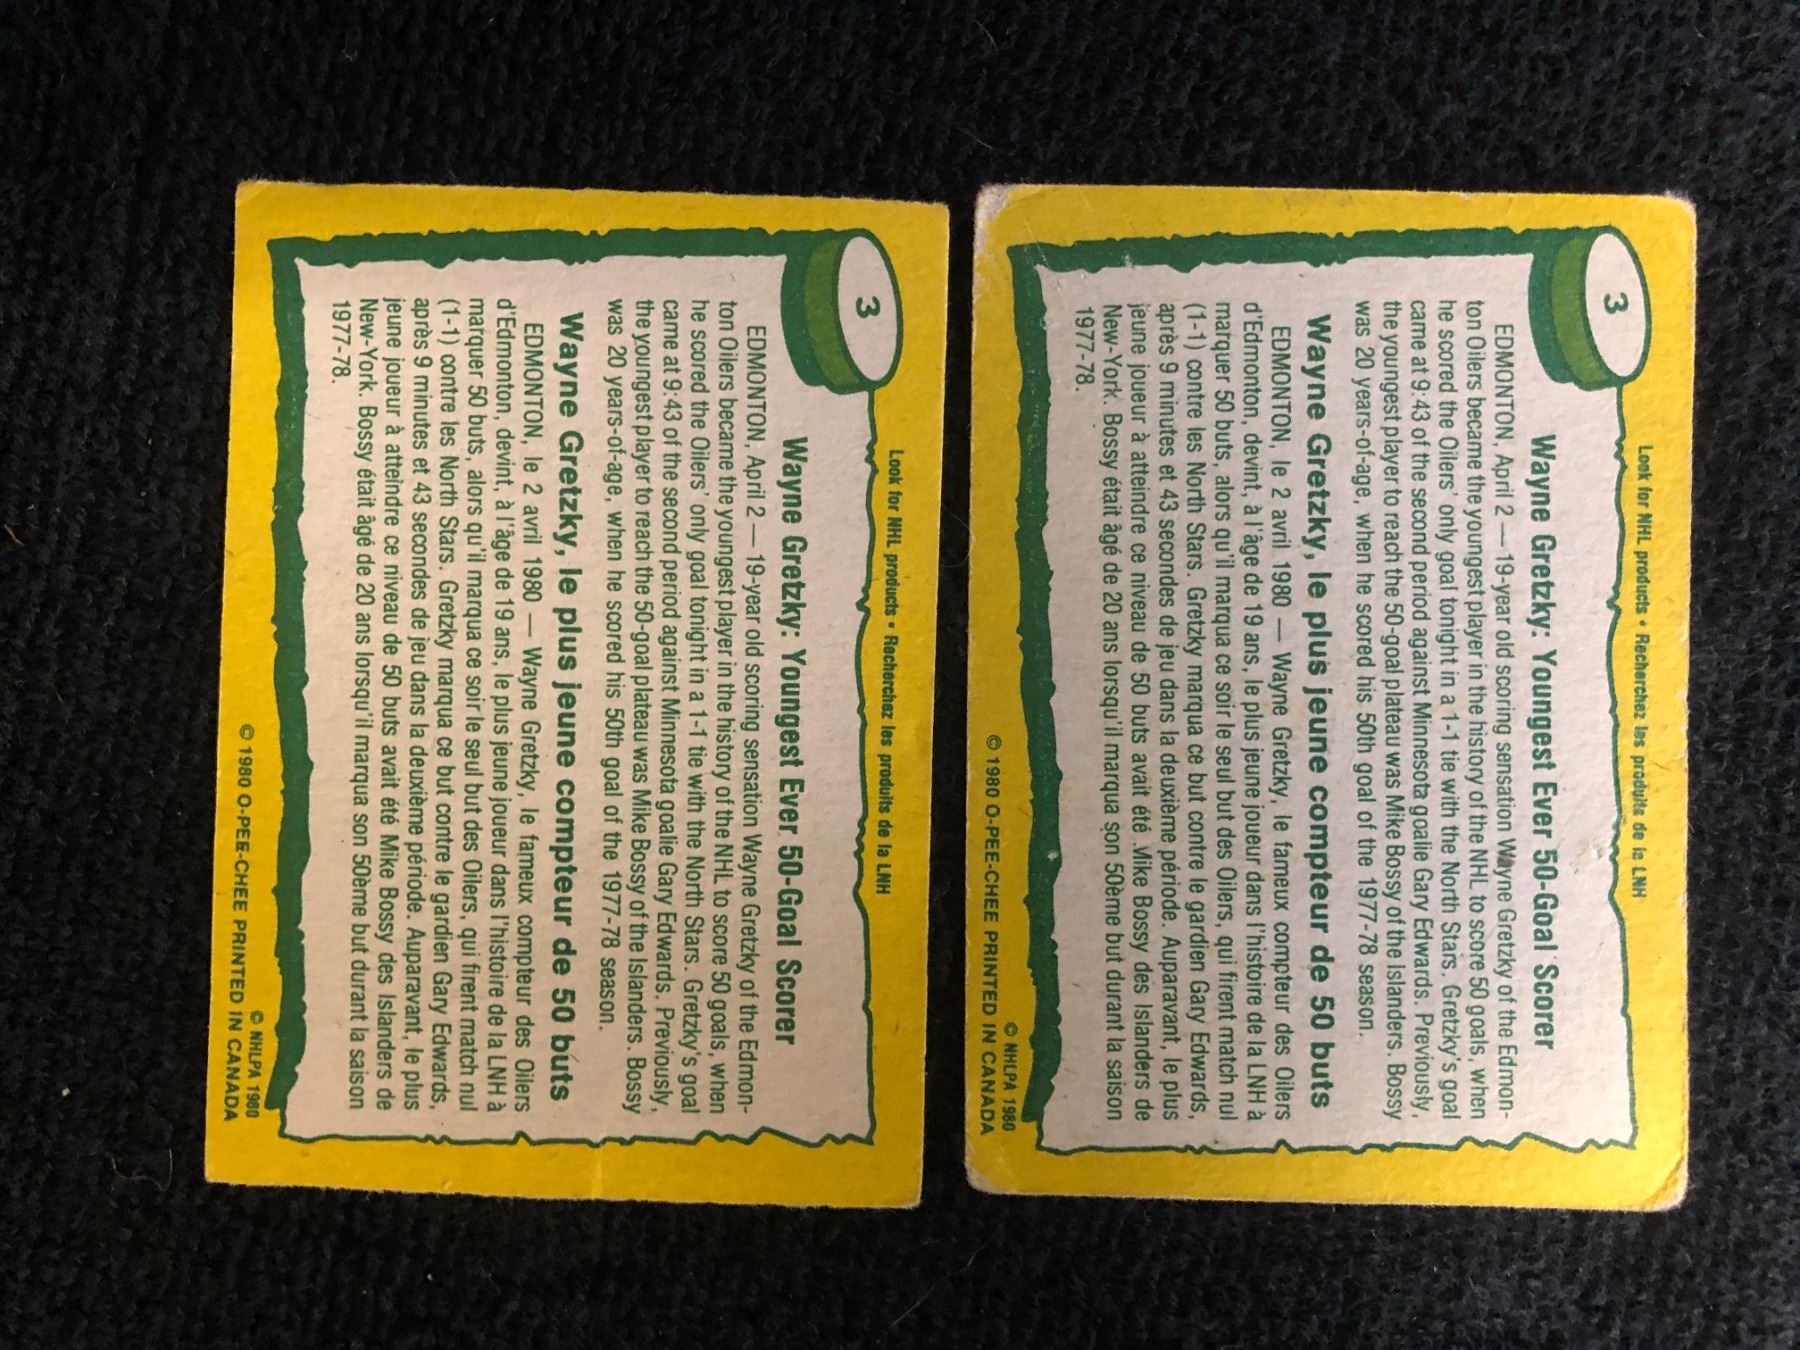 3
Look for NHL products • Recherchez les produits de la LNH
Wayne Gretzky: Youngest Ever 50-Goal Scorer
EDMONTON, April 2 — 19-year old scoring sensation Wayne Gretzky of the Edmon-
ton Oilers became the youngest player in the history of the NHL to score 50 goals, when
he scored the Oilers' only goal tonight in a 1-1 tie with the North Stars. Gretzky's goal
came at 9:43 of the second period against Minnesota goalie Gary Edwards. Previously,
the youngest player to reach the 50-goal plateau was Mike Bossy of the Islanders. Bossy
was 20 years-of-age, when he scored his 50th goal of the 1977-78 season.
Wayne Gretzky, le plus jeune compteur de 50 buts
EDMONTON, le 2 avril 1980 — Wayne Gretzky, le fameux compteur des Oilers
d'Edmonton, devint, à l'âge de 19 ans, le plus jeune joueur dans l'histoire de la LNH à
marquer 50 buts, alors qu'il marqua ce soir le seul but des Oilers, qui firent match nul
(1-1) contre les North Stars. Gretzky marqua ce but contre le gardien Gary Edwards,
après 9 minutes et 43 secondes de jeu dans la deuxième période. Auparavant, le plus
jeune joueur à atteindre ce niveau de 50 buts avait été Mike Bossy des Islanders de
New-York. Bossy était âgé de 20 ans lorsqu'il marqua son 50ème but durant la saison
1977-78.
© NHLPA 1980
© 1980 O-PEE-CHEE PRINTED IN CANADA
3
Look for NHL products • Recherchez les produits de la LNH
Wayne Gretzky: Youngest Ever 50-Goal Scorer
EDMONTON, April 2 — 19-year old scoring sensation Wayne Gretzky of the Edmon-
ton Oilers became the youngest player in the history of the NHL to score 50 goals, when
he scored the Oilers' only goal tonight in a 1-1 tie with the North Stars. Gretzky's goal
came at 9:43 of the second period against Minnesota goalie Gary Edwards. Previously,
the youngest player to reach the 50-goal plateau was Mike Bossy of the Islanders. Bossy
was 20 years-of-age, when he scored his 50th goal of the 1977-78 season.
Wayne Gretzky, le plus jeune compteur de 50 buts
EDMONTON, le 2 avril 1980 — Wayne Gretzky, le fameux compteur des Oilers
d'Edmonton, devint, à l'âge de 19 ans, le plus jeune joueur dans l'histoire de la LNH à
marquer 50 buts, alors qu'il marqua ce soir le seul but des Oilers, qui firent match nul
(1-1) contre les North Stars. Gretzky marqua ce but contre le gardien Gary Edwards,
après 9 minutes et 43 secondes de jeu dans la deuxième période. Auparavant, le plus
jeune joueur à atteindre ce niveau de 50 buts avait été Mike Bossy des Islanders de
New-York. Bossy était âgé de 20 ans lorsqu'il marqua son 50ème but durant la saison
1977-78.
© NHLPA 1980
© 1980 O-PEE-CHEE PRINTED IN CANADA